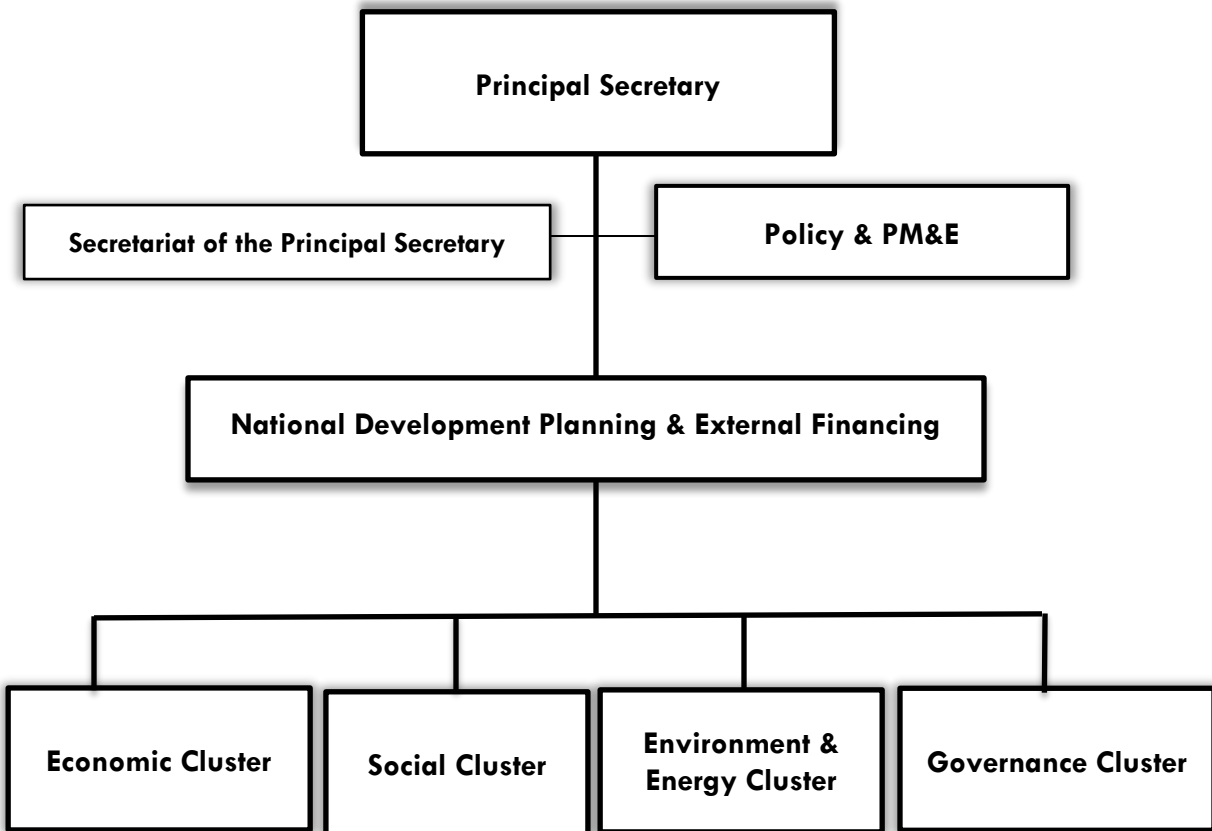 Principal Secretary
Secretariat of the Principal Secretary
Policy & PM&E
National Development Planning & External Financing
Economic Cluster
Social Cluster
Environment &
Energy Cluster
Governance Cluster